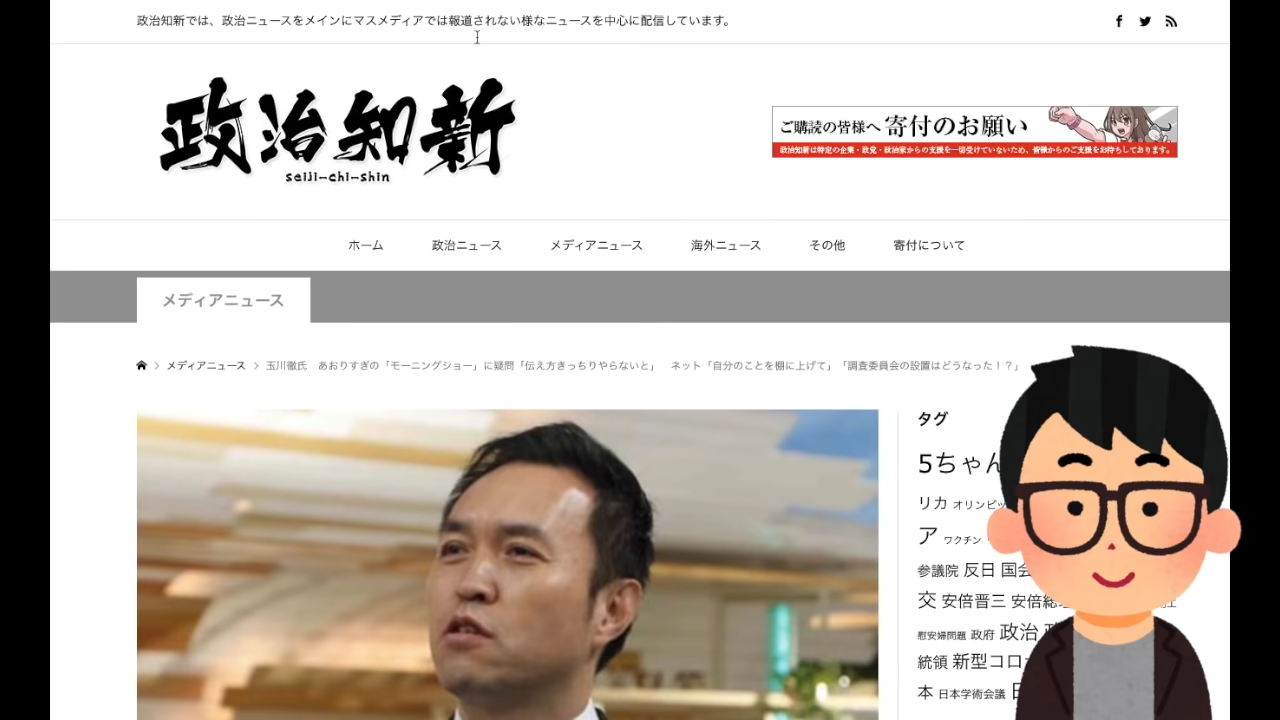 政治知新では、政治ニュースをメインにマスメディアでは報道されない様なニュースを中心に配信しています。
政治知新
seiji-chi-shin
ご購読の皆様へ 寄付のお願い
政治知新は特定の企業・政党・政治家からの支援を一切受けていないため、皆様からのご支援をお待ちしております。
ホーム 政治ニュース メディアニュース 海外ニュース その他 寄付について
メディアニュース
メディアニュース 玉川徹氏 あおりすぎの「モーニングショー」に疑問「伝え方きっちりやらないと」 ネット「自分のことを棚に上げて」「調査委員会の設置はどうなった！？」
タグ
5ちゃん
リカ オリンピッ
ア ワクチン
参議院 反日 国会
交 安倍晋三 安倍総
慰安婦問題 政府 政治
統領 新型コロ
本 日本学術会議